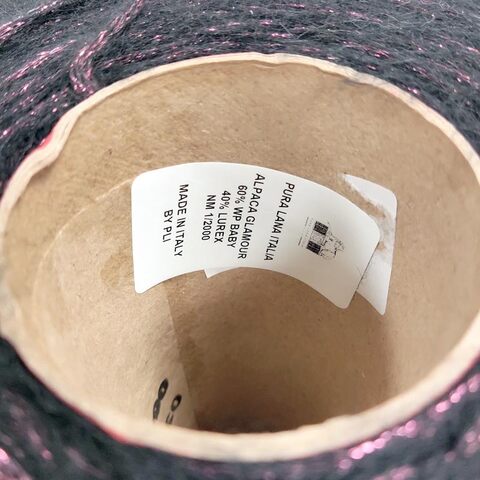 PURA LANA ITALIA
ALPACA GLAMOUR
60% WP BABY
40% LUREX
NM 1/2000
MADE IN ITALY
BY PLI